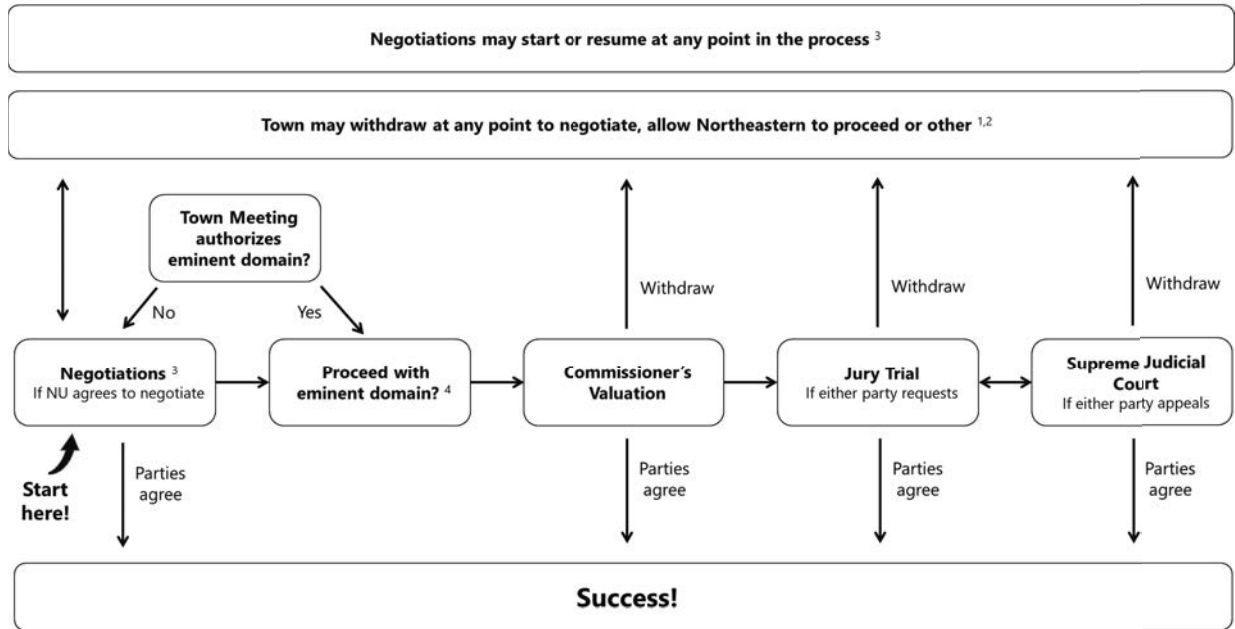 Negotiations may start or resume at any point in the process 3
Town may withdraw at any point to negotiate, allow Northeastern to proceed or other 1,2
Town Meeting
authorizes
eminent domain?
No
Yes
Withdraw
Withdraw
Withdraw
Negotiations 3
If NU agrees to negotiate
Proceed with
eminent domain? 4
Commissioner's
Valuation
Jury Trial
If either party requests
Supreme Judicial
Court
If either party appeals
Start
here!
Parties
agree
Parties
agree
Parties
agree
Parties
agree
Success!